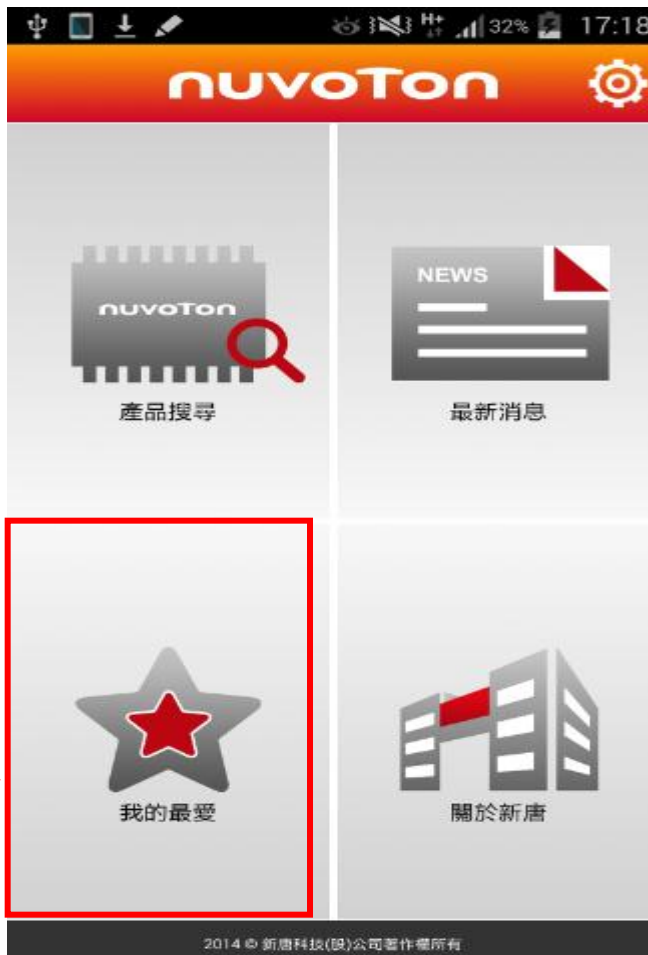 H+ 32% 17:18
nuvoTon
nuvoTon
NEWS
產品搜尋
最新消息
我的最愛
關於新唐
2014 © 新唐科技(股)公司著作權所有